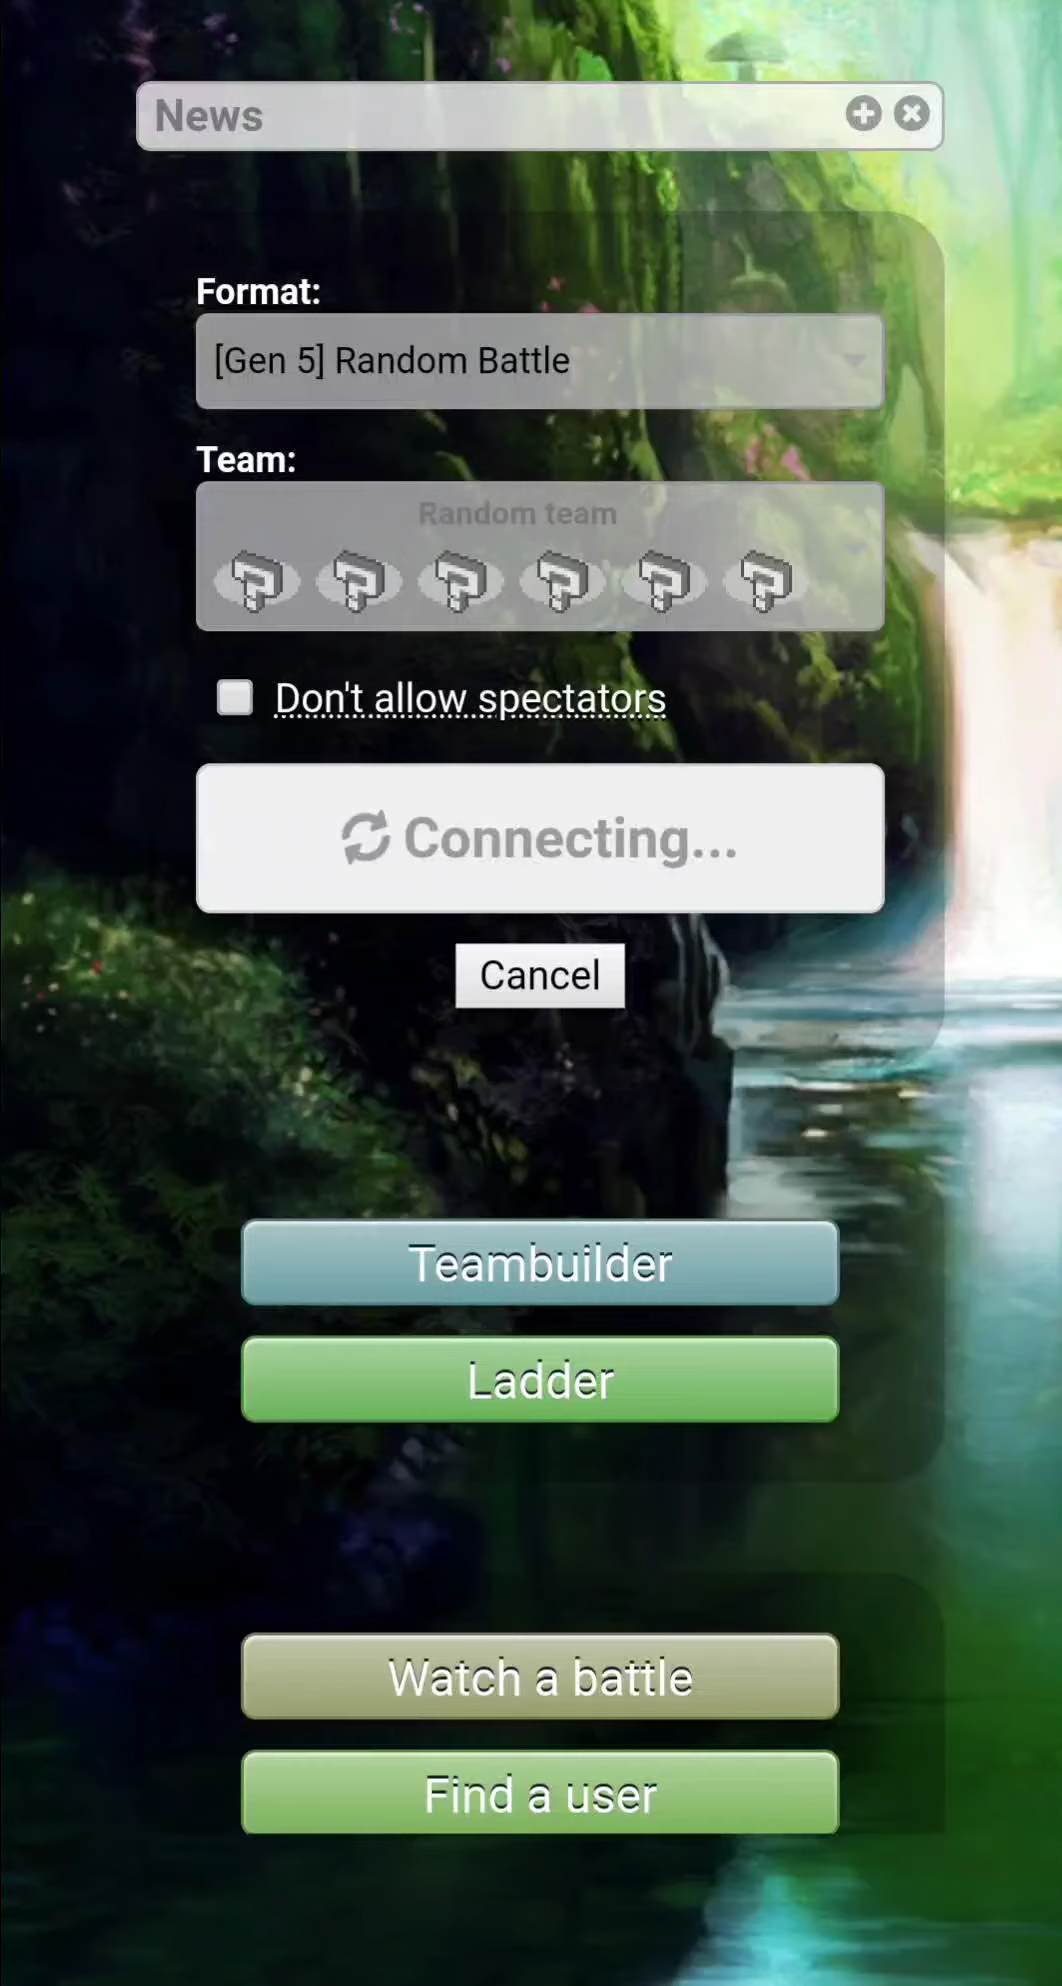 News
Format:
[Gen 5] Random Battle
Team:
Random team
Don't allow spectators
Connecting...
Cancel
Teambuilder
Ladder
Watch a battle
Find a user